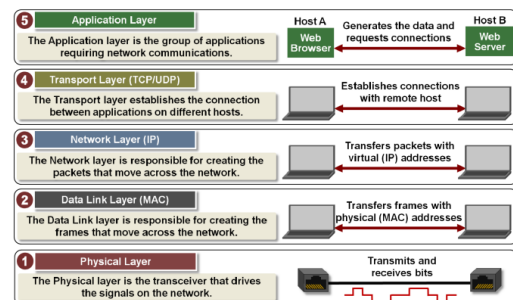 5 Application Layer
The Application layer is the group of applications
requiring network communications.
Host A
Web
Browser
Generates the data and
requests connections
Host B
Web
Server
4 Transport Layer (TCP/UDP)
The Transport layer establishes the connection
between applications on different hosts.
Establishes connections
with remote host
3 Network Layer (IP)
The Network layer is responsible for creating the
packets that move across the network.
Transfers packets with
virtual (IP) addresses
2 Data Link Layer (MAC)
The Data Link layer is responsible for creating the
frames that move across the network.
Transfers frames with
physical (MAC) addresses
1 Physical Layer
The Physical layer is the transceiver that drives
the signals on the network.
Transmits and
receives bits